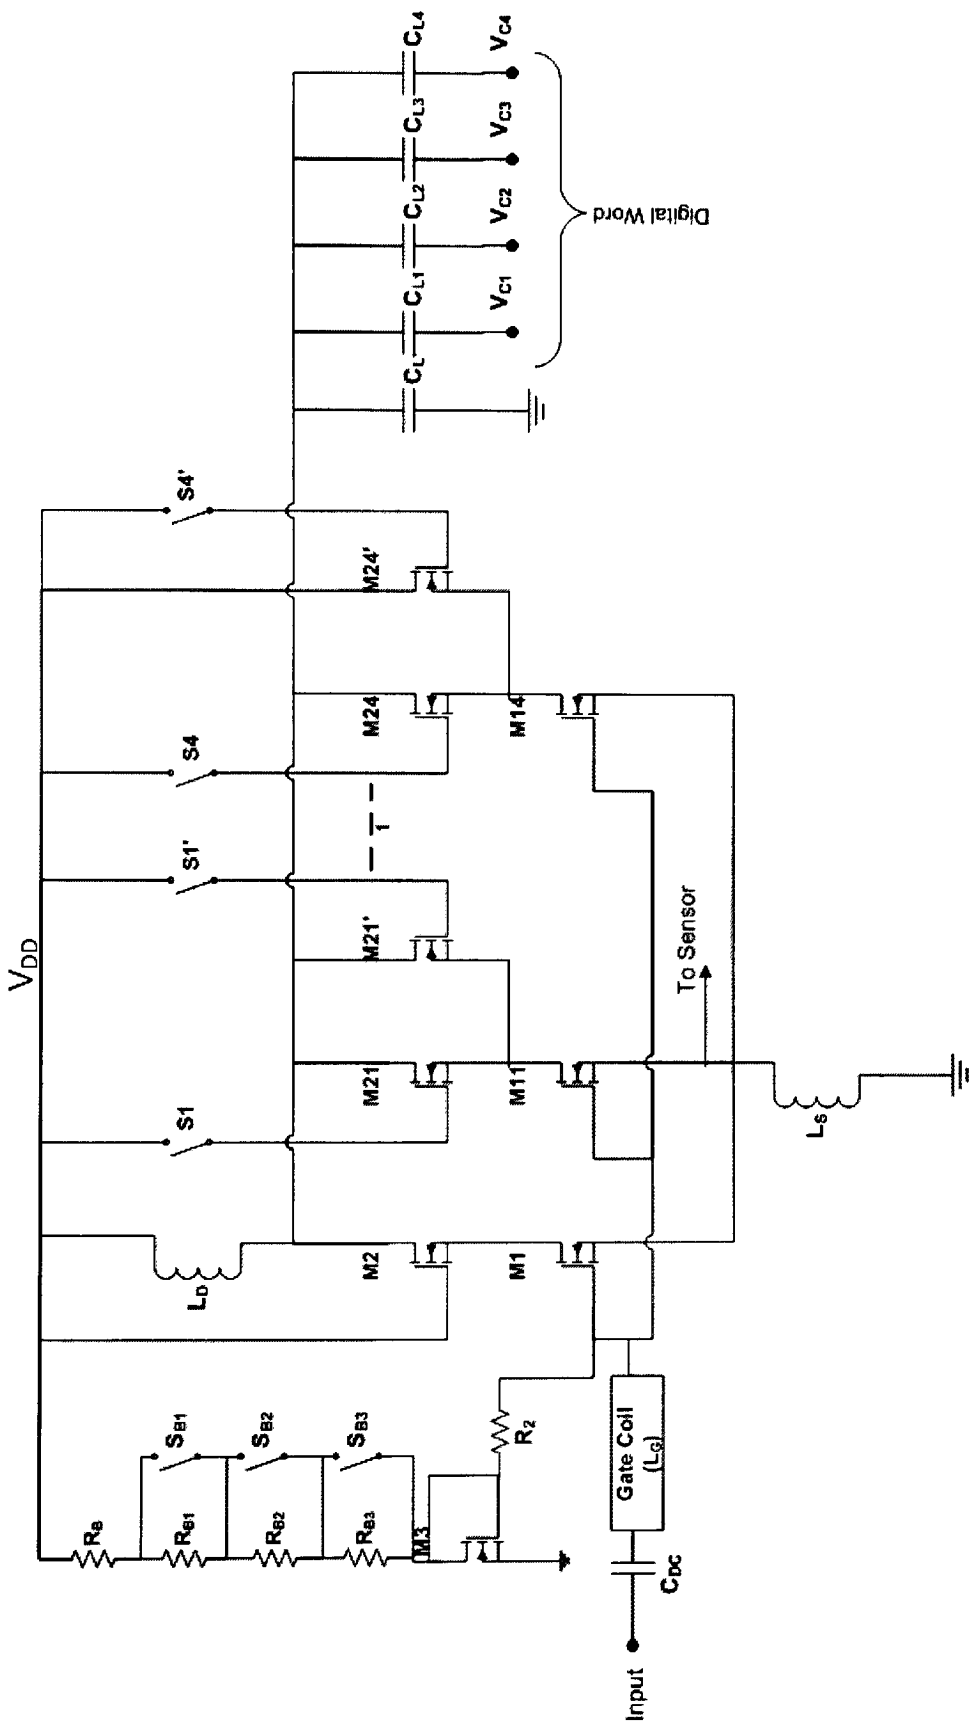 V_DD
R_B
R_B1
R_B2
R_B3
S_B1
S_B2
S_B3
M3
R_2
Input
C_DC
Gate Coil
(L_G)
L_D
M2
M1
S1
M21
M11
L_S
To Sensor
M21'
S1'
1
S4
M24
M14
M24'
S4'
C_L
C_L1
C_L2
C_L3
C_L4
V_C1
V_C2
V_C3
V_C4
Digital Word